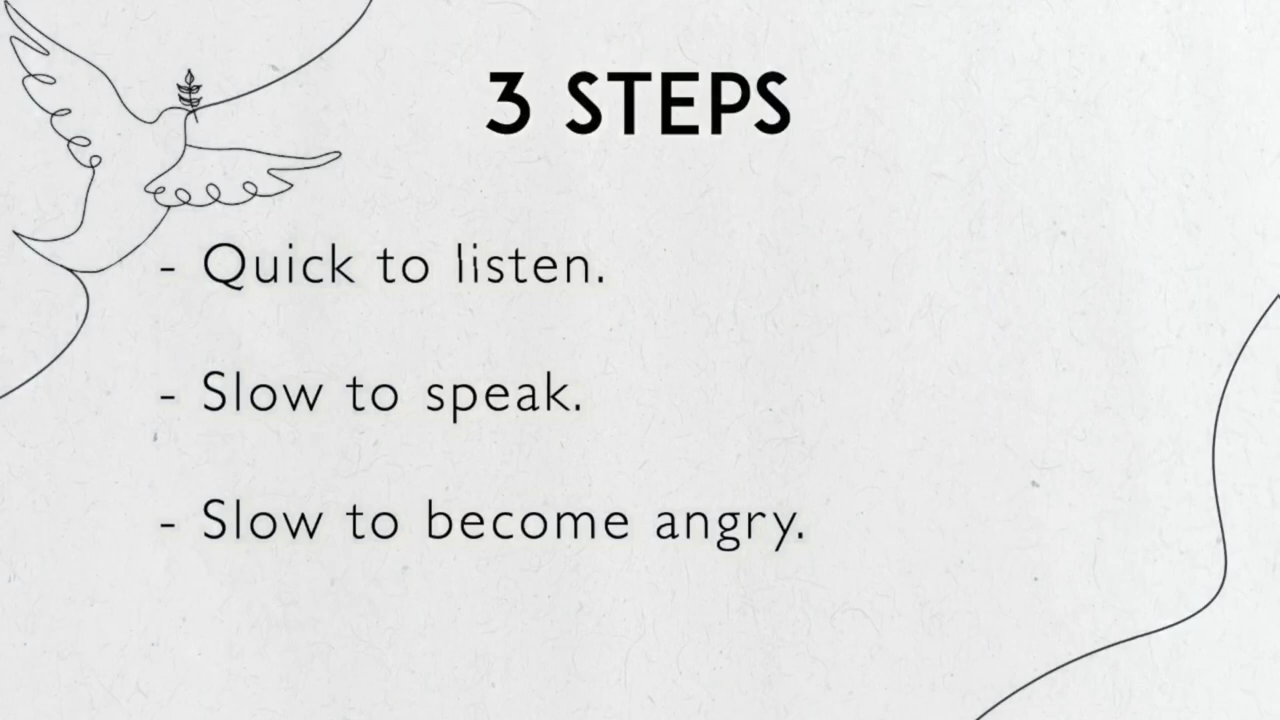 3 STEPS
- Quick to listen.
- Slow to speak.
- Slow to become angry.